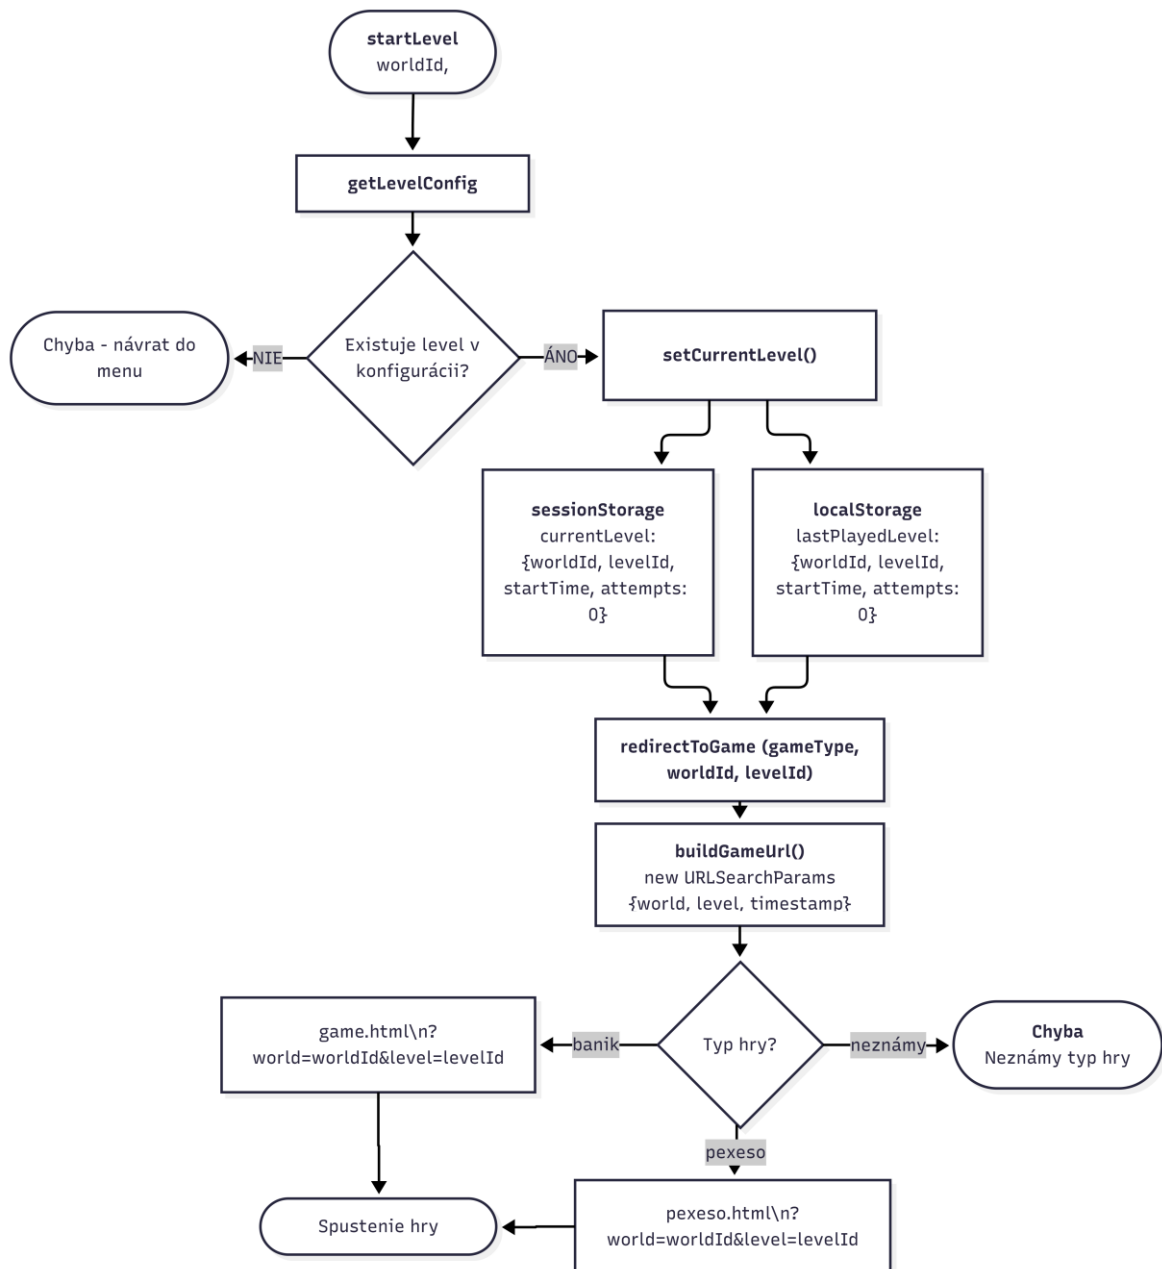 startLevel
worldId,
getLevelConfig
Existuje level v
konfigurácii?
NIE
Chyba - návrat do
menu
ÁNO
setCurrentLevel()
sessionStorage
currentLevel:
{worldId, levelId,
startTime, attempts:
0}
localStorage
lastPlayedLevel:
{worldId, levelId,
startTime, attempts:
0}
redirectToGame (gameType,
worldId, levelId)
buildGameUrl()
new URLSearchParams
{world, level, timestamp}
Typ hry?
banik
game.html\n?
world=worldId&level=levelId
neznámy
Chyba
Neznámy typ hry
pexeso
pexeso.html\n?
world=worldId&level=levelId
Spustenie hry